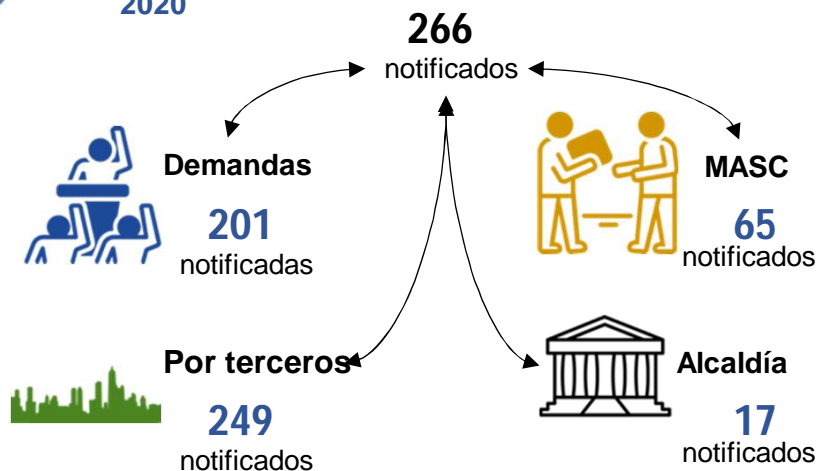 2020
266
notificados
Demandas
201
notificadas
MASC
65
notificados
Por terceros
249
notificados
Alcaldía
17
notificados